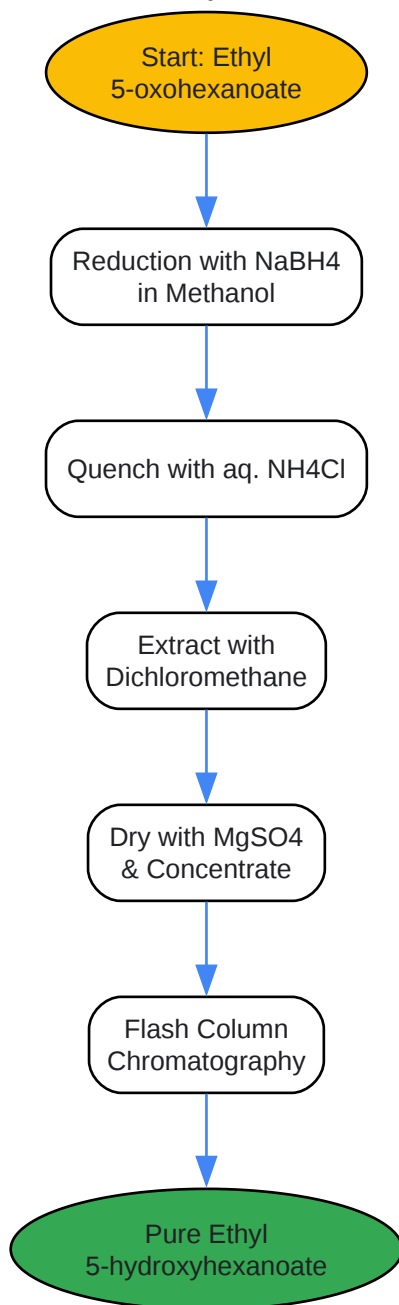 Start: Ethyl
5-oxohexanoate
Reduction with NaBH4
in Methanol
Quench with aq. NH4Cl
Extract with
Dichloromethane
Dry with MgSO4
& Concentrate
Flash Column
Chromatography
Pure Ethyl
5-hydroxyhexanoate